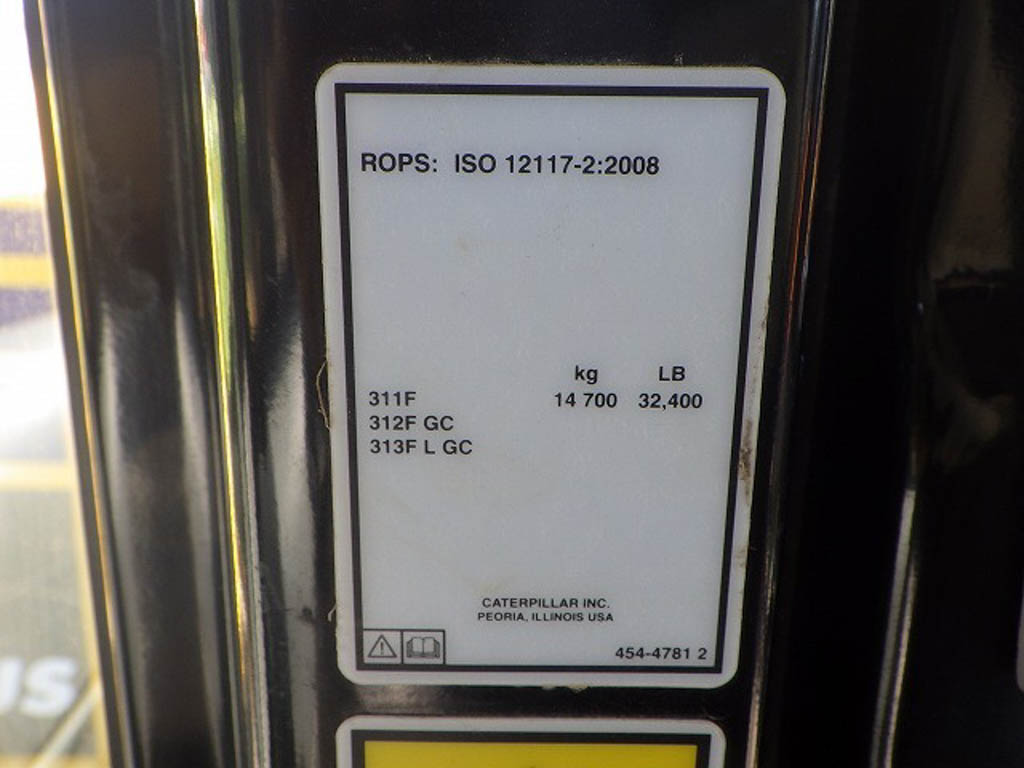 ROPS: ISO 12117-2:2008
kg LB
311F 14 700 32,400
312F GC
313F L GC
CATERPILLAR INC.
PEORIA, ILLINOIS USA
454-4781 2